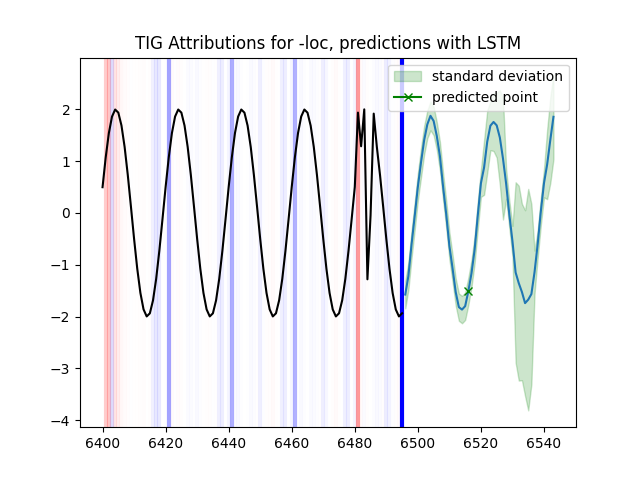 TIG Attributions for -loc, predictions with LSTM
standard deviation
predicted point
2
1
0
−1
−2
−3
−4
6400 6420 6440 6460 6480 6500 6520 6540